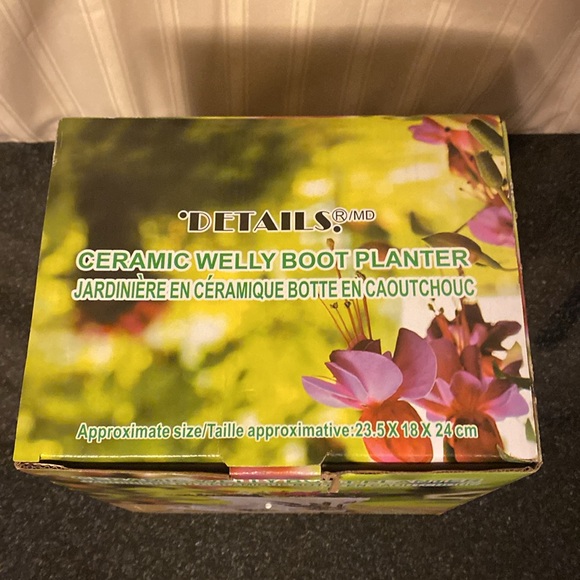 DETAILS.®/MD
CERAMIC WELLY BOOT PLANTER
JARDINIÈRE EN CÉRAMIQUE BOTTE EN CAOUTCHOUC
Approximate size/Taille approximative:23.5 X 18 X 24 cm